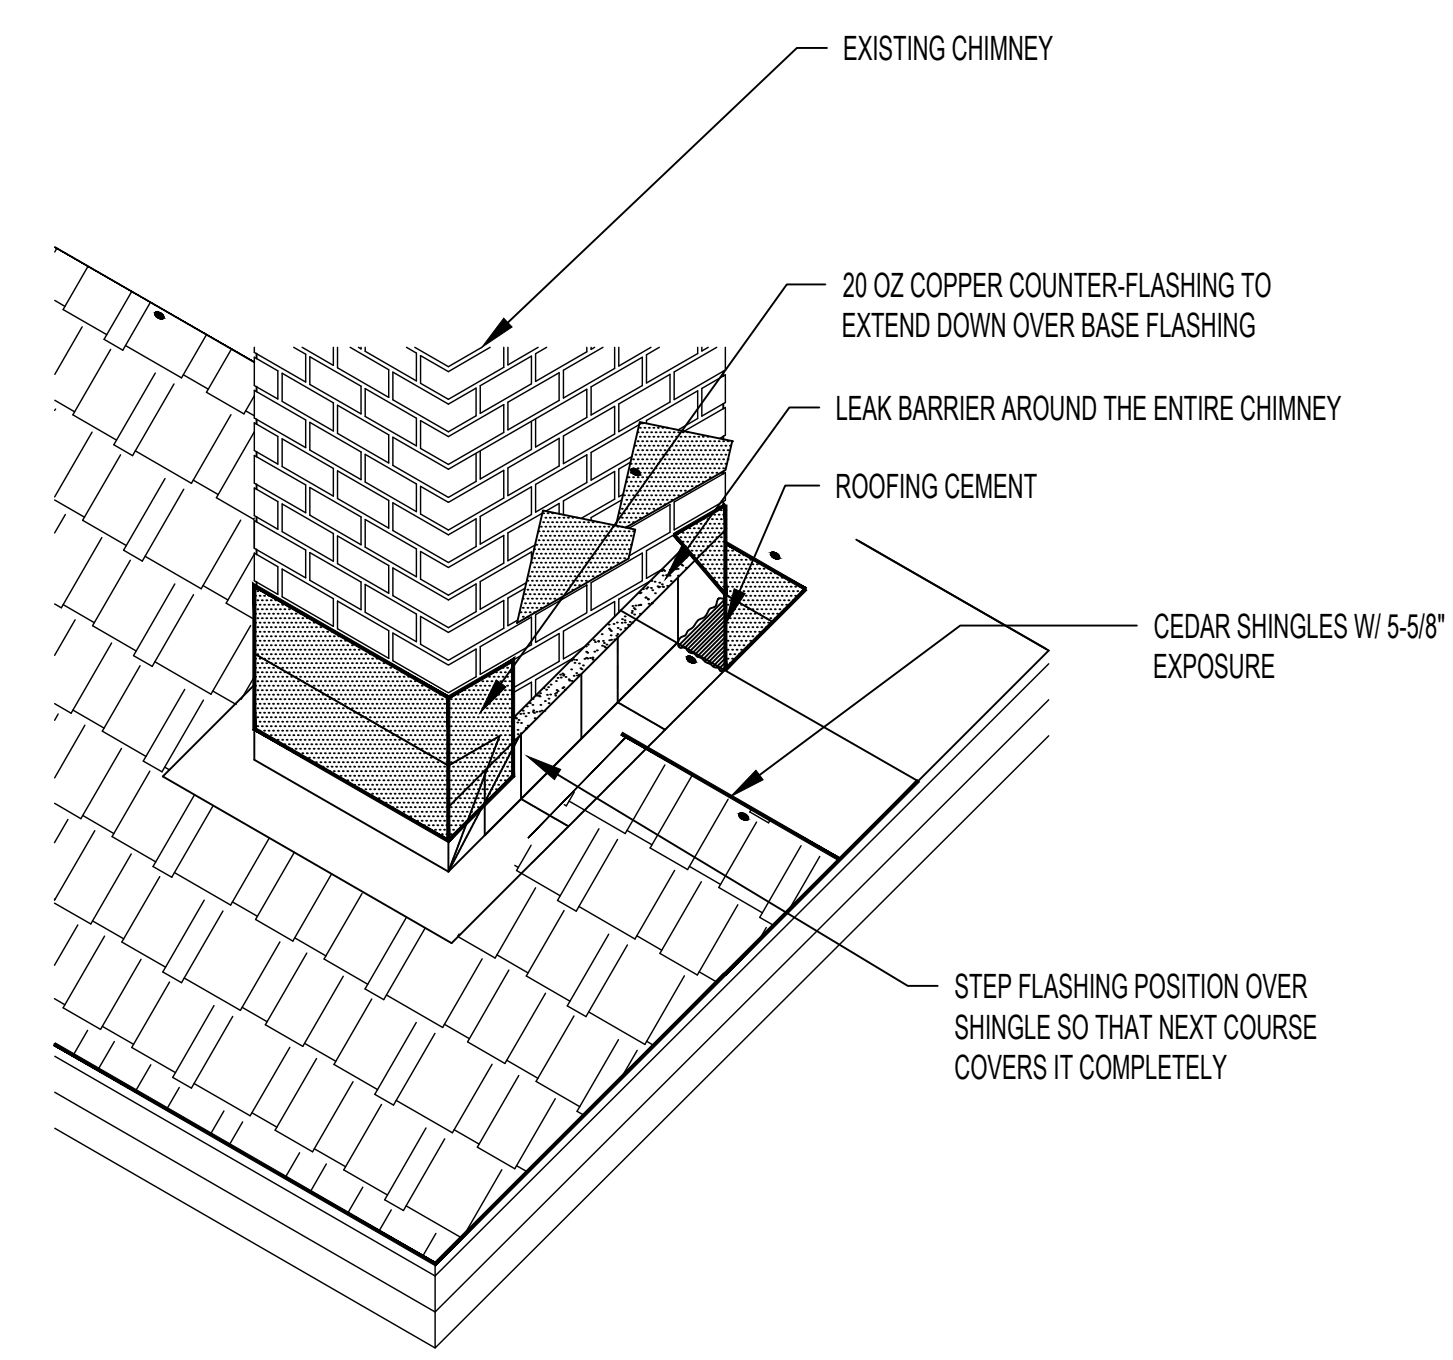 EXISTING CHIMNEY
20 OZ COPPER COUNTER-FLASHING TO
EXTEND DOWN OVER BASE FLASHING
LEAK BARRIER AROUND THE ENTIRE CHIMNEY
ROOFING CEMENT
CEDAR SHINGLES W/ 5-5/8"
EXPOSURE
STEP FLASHING POSITION OVER
SHINGLE SO THAT NEXT COURSE
COVERS IT COMPLETELY